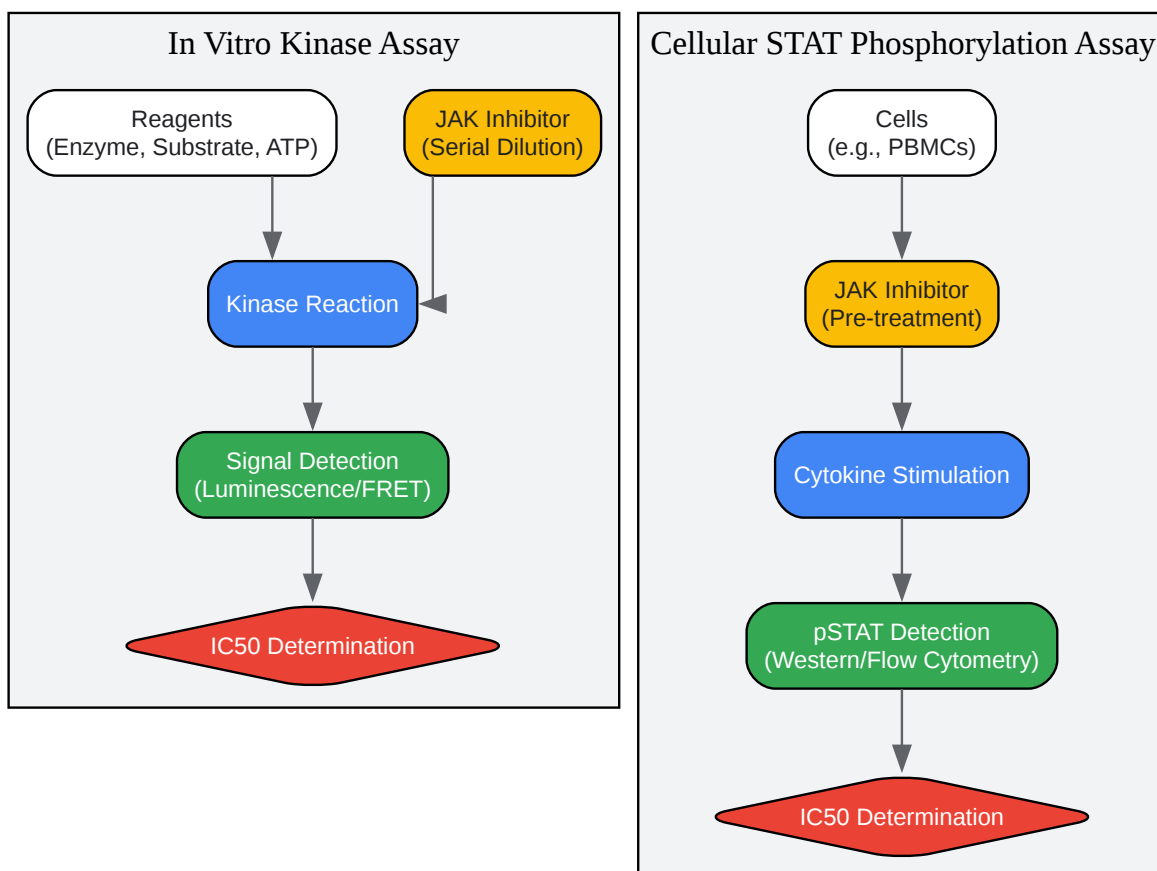 In Vitro Kinase Assay
Reagents
(Enzyme, Substrate, ATP)
JAK Inhibitor
(Serial Dilution)
Kinase Reaction
Signal Detection
(Luminescence/FRET)
IC50 Determination
Cellular STAT Phosphorylation Assay
Cells
(e.g., PBMCs)
JAK Inhibitor
(Pre-treatment)
Cytokine Stimulation
pSTAT Detection
(Western/Flow Cytometry)
IC50 Determination